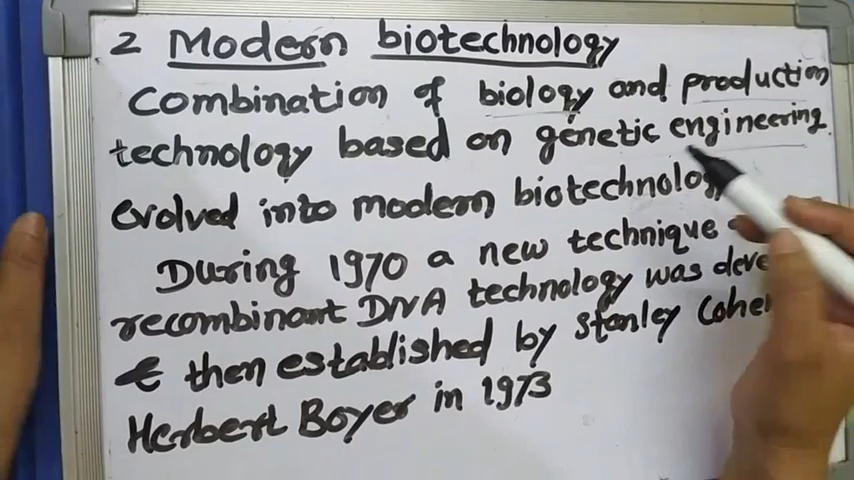 2 Modern biotechnology
Combination of biology and production
technology based on genetic engineering.
evolved into modern biotechnology
During 1970 a new technique
recombinant DNA technology was
& then established by Stanley Cohen
Herbert Boyer in 1973